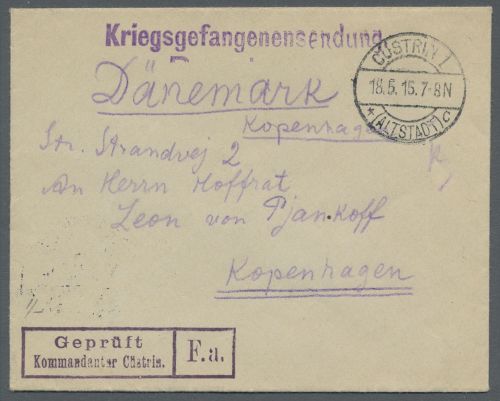 Kriegsgefangenensendung
CÜSTRIN 1
18.5.15.7-8N
* (ALTSTADT) c
Dänemark
Kopenhagen
Str. Strandvej 2
An Herrn Hoffrat
Leon von Pjankoff
Kopenhagen
Geprüft
Kommandantur Cüstrin.
F.a.